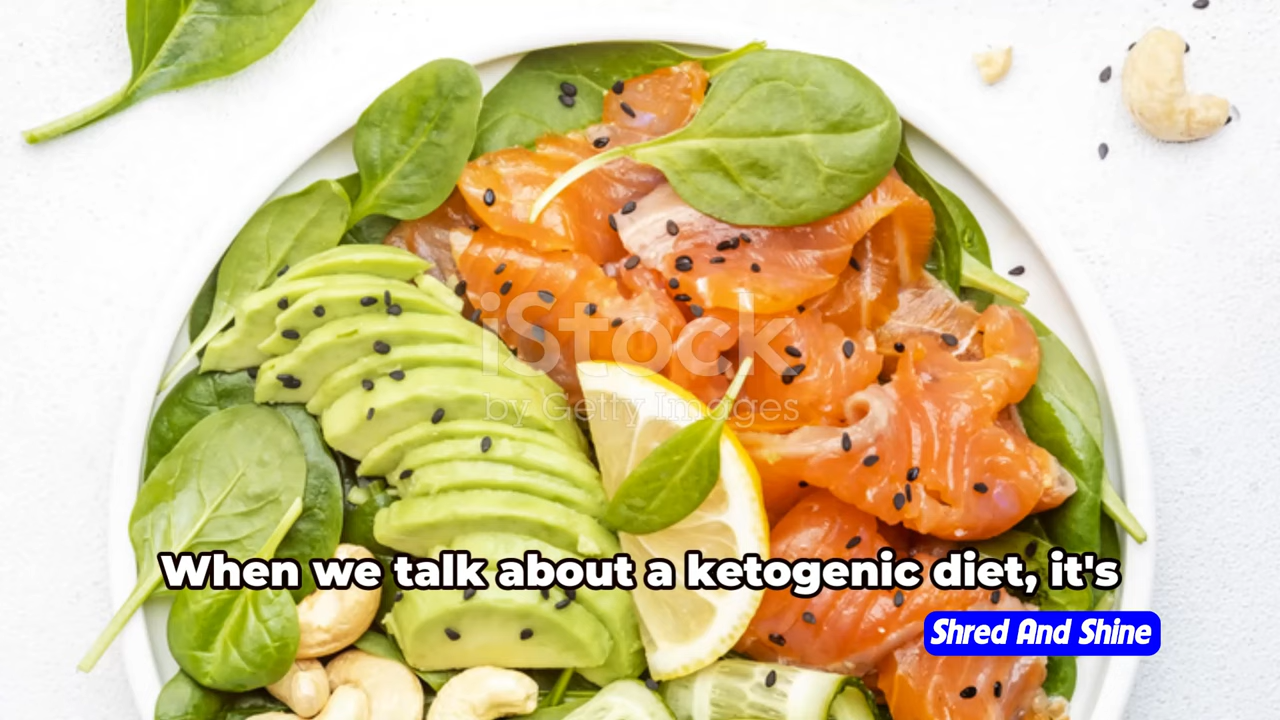 iStock
by Getty Images
When we talk about a ketogenic diet, it's
Shred And Shine